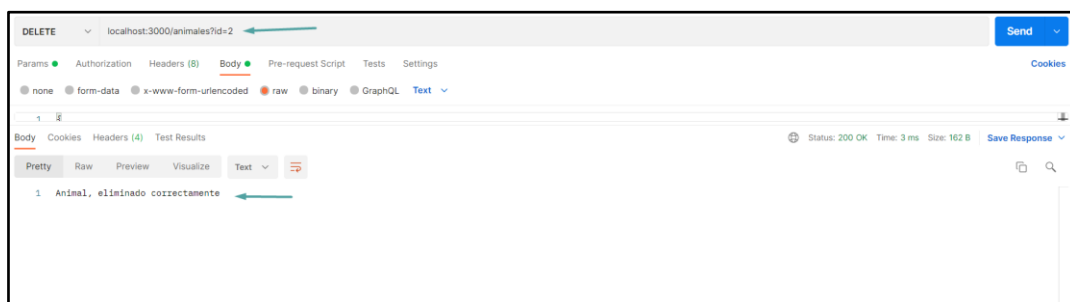 DELETE localhost:3000/animales?id=2 Send
Params Authorization Headers (8) Body Pre-request Script Tests Settings Cookies
none form-data x-www-form-urlencoded raw binary GraphQL Text
1
Body Cookies Headers (4) Test Results Status: 200 OK Time: 3 ms Size: 162 B Save Response
Pretty Raw Preview Visualize Text
1 Animal, eliminado correctamente